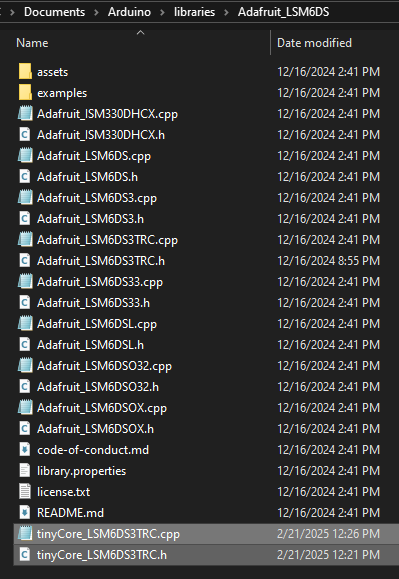 Documents > Arduino > libraries > Adafruit_LSM6DS
Name Date modified
assets 12/16/2024 2:41 PM
examples 12/16/2024 2:41 PM
Adafruit_ISM330DHCX.cpp 12/16/2024 2:41 PM
Adafruit_ISM330DHCX.h 12/16/2024 2:41 PM
Adafruit_LSM6DS.cpp 12/16/2024 2:41 PM
Adafruit_LSM6DS.h 12/16/2024 2:41 PM
Adafruit_LSM6DS3.cpp 12/16/2024 2:41 PM
Adafruit_LSM6DS3.h 12/16/2024 2:41 PM
Adafruit_LSM6DS3TRC.cpp 12/16/2024 2:41 PM
Adafruit_LSM6DS3TRC.h 12/16/2024 8:55 PM
Adafruit_LSM6DS33.cpp 12/16/2024 2:41 PM
Adafruit_LSM6DS33.h 12/16/2024 2:41 PM
Adafruit_LSM6DSL.cpp 12/16/2024 2:41 PM
Adafruit_LSM6DSL.h 12/16/2024 2:41 PM
Adafruit_LSM6DSO32.cpp 12/16/2024 2:41 PM
Adafruit_LSM6DSO32.h 12/16/2024 2:41 PM
Adafruit_LSM6DSOX.cpp 12/16/2024 2:41 PM
Adafruit_LSM6DSOX.h 12/16/2024 2:41 PM
code-of-conduct.md 12/16/2024 2:41 PM
library.properties 12/16/2024 2:41 PM
license.txt 12/16/2024 2:41 PM
README.md 12/16/2024 2:41 PM
tinyCore_LSM6DS3TRC.cpp 2/21/2025 12:26 PM
tinyCore_LSM6DS3TRC.h 2/21/2025 12:21 PM